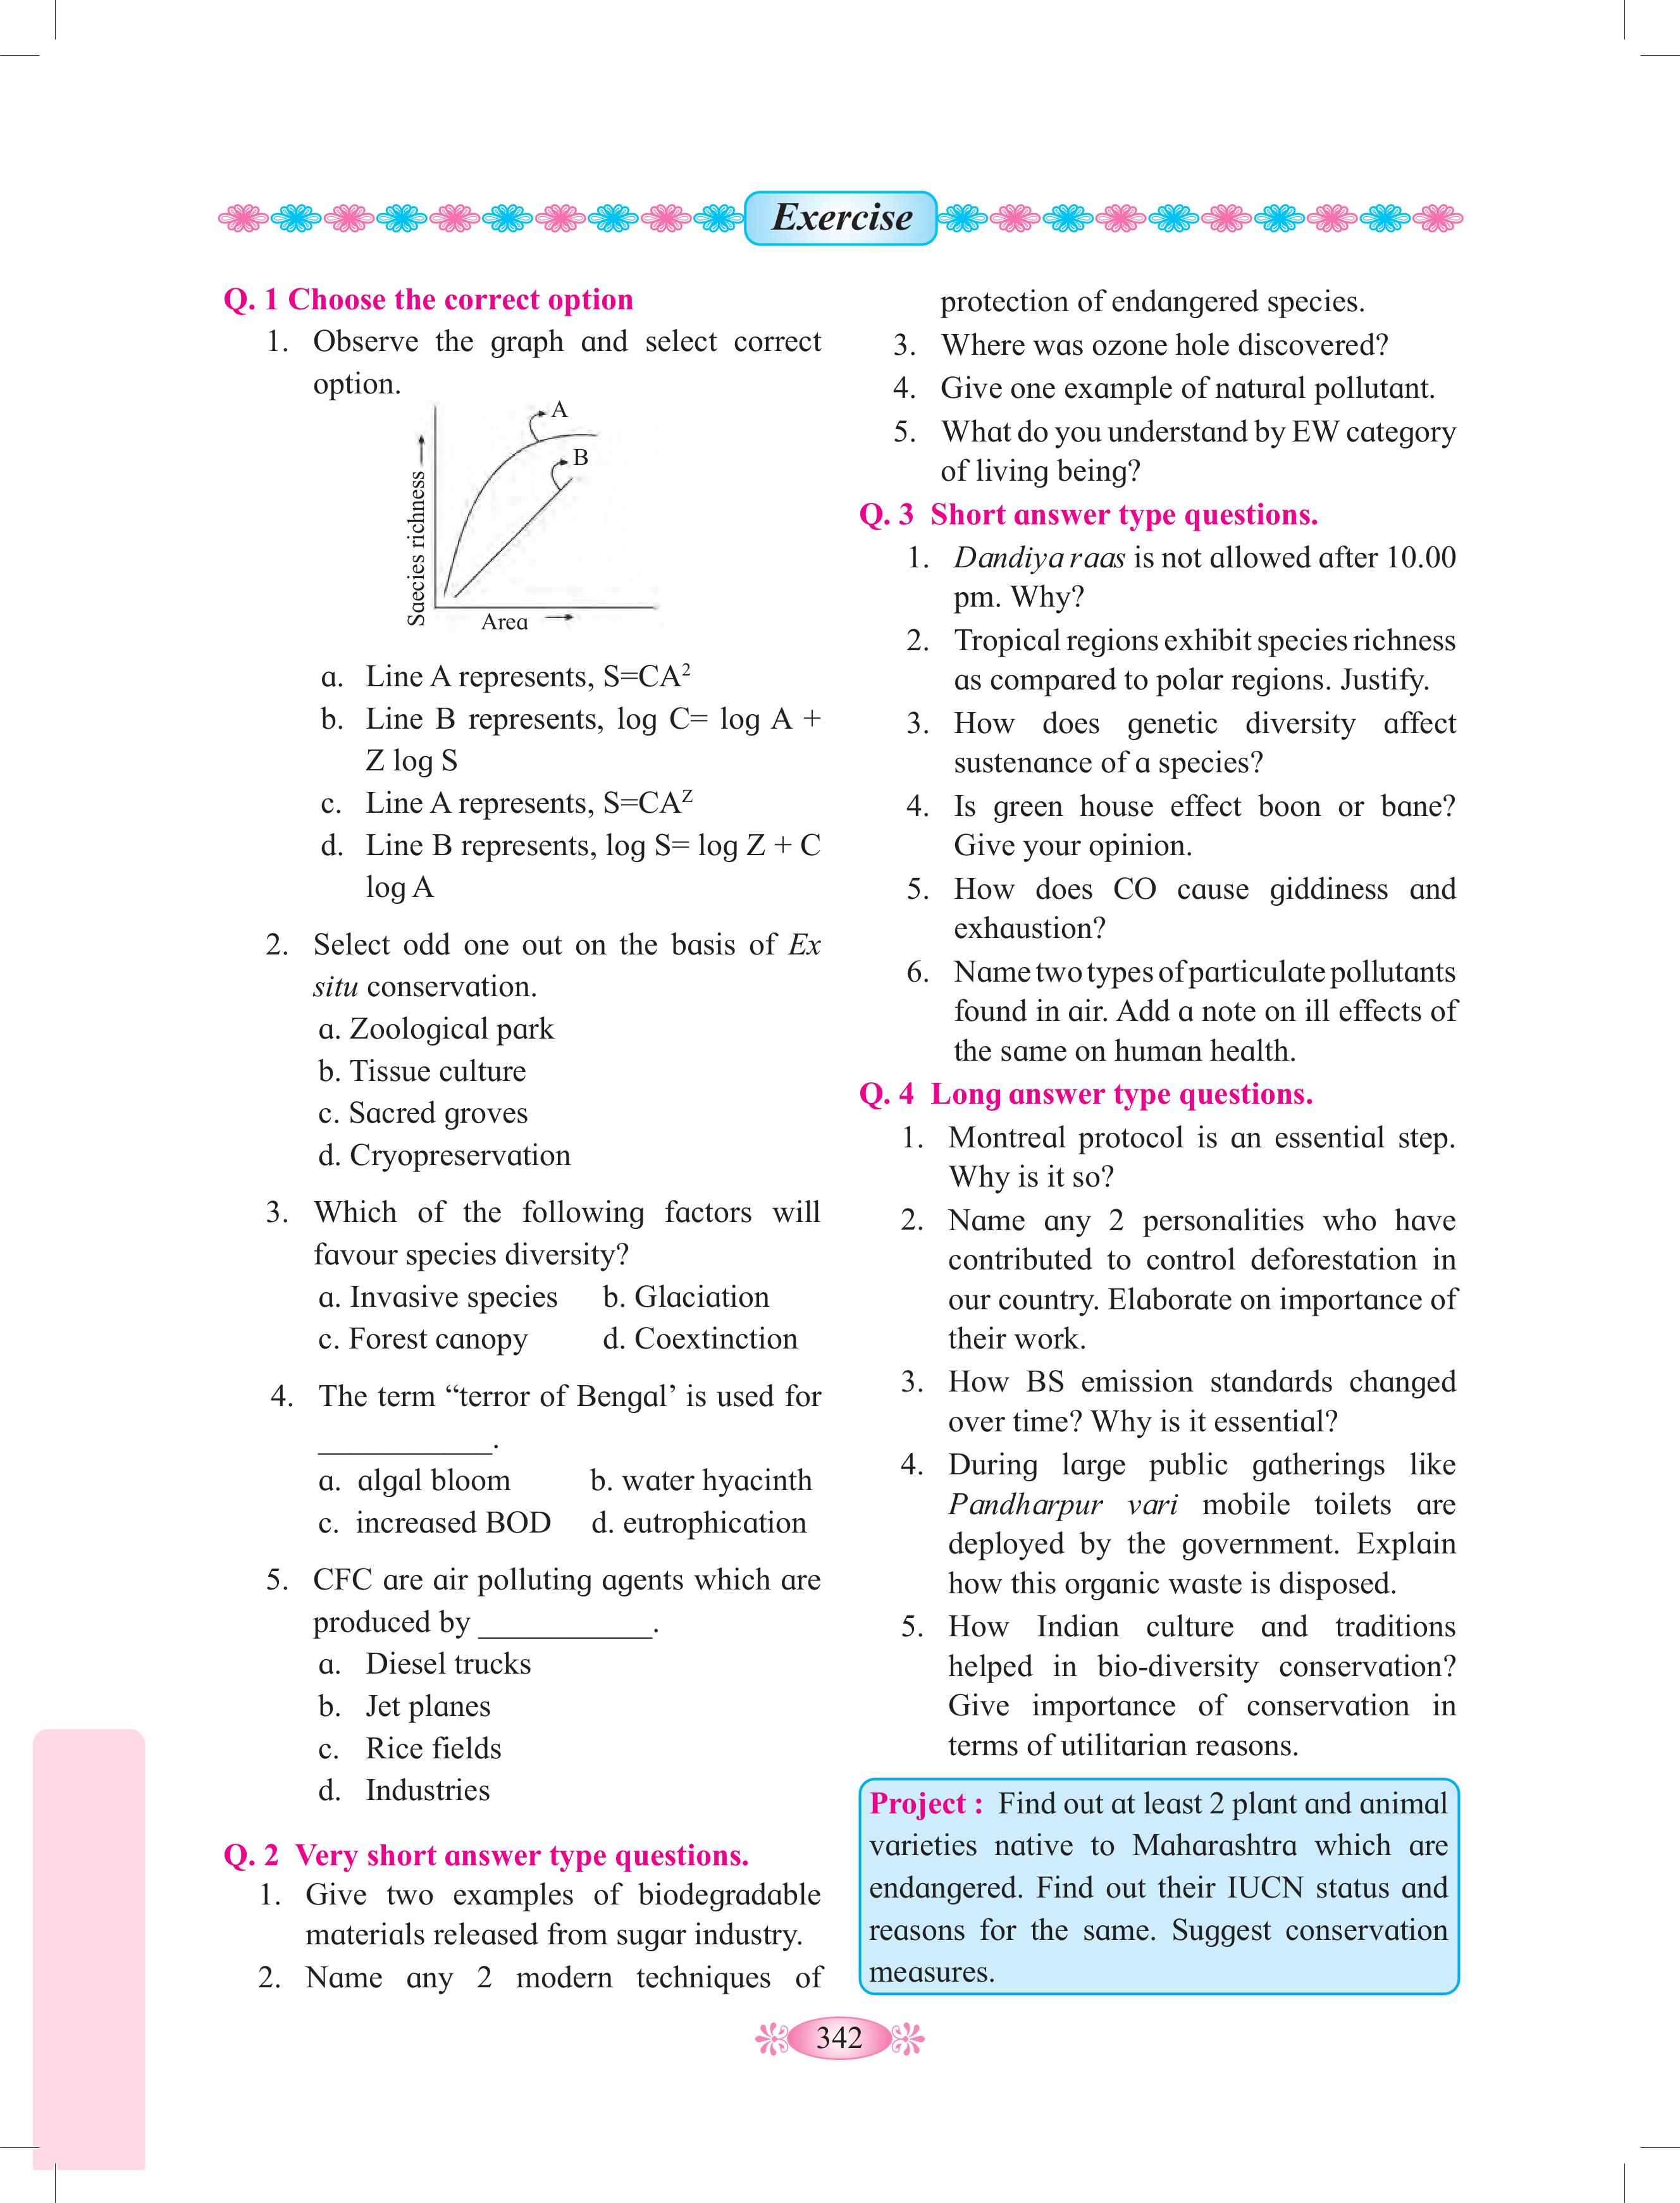 Exercise
Q. 1 Choose the correct option
1. Observe the graph and select correct
option.
A
B
Saecies richness
Area
a. Line A represents, S=CA²
b. Line B represents, log C= log A +
Z log S
c. Line A represents, S=CAᶻ
d. Line B represents, log S= log Z + C
log A
2. Select odd one out on the basis of Ex
situ conservation.
a. Zoological park
b. Tissue culture
c. Sacred groves
d. Cryopreservation
3. Which of the following factors will
favour species diversity?
a. Invasive species b. Glaciation
c. Forest canopy d. Coextinction
4. The term “terror of Bengal’ is used for
___________.
a. algal bloom b. water hyacinth
c. increased BOD d. eutrophication
5. CFC are air polluting agents which are
produced by ___________.
a. Diesel trucks
b. Jet planes
c. Rice fields
d. Industries
Q. 2 Very short answer type questions.
1. Give two examples of biodegradable
materials released from sugar industry.
2. Name any 2 modern techniques of
protection of endangered species.
3. Where was ozone hole discovered?
4. Give one example of natural pollutant.
5. What do you understand by EW category
of living being?
Q. 3 Short answer type questions.
1. Dandiya raas is not allowed after 10.00
pm. Why?
2. Tropical regions exhibit species richness
as compared to polar regions. Justify.
3. How does genetic diversity affect
sustenance of a species?
4. Is green house effect boon or bane?
Give your opinion.
5. How does CO cause giddiness and
exhaustion?
6. Name two types of particulate pollutants
found in air. Add a note on ill effects of
the same on human health.
Q. 4 Long answer type questions.
1. Montreal protocol is an essential step.
Why is it so?
2. Name any 2 personalities who have
contributed to control deforestation in
our country. Elaborate on importance of
their work.
3. How BS emission standards changed
over time? Why is it essential?
4. During large public gatherings like
Pandharpur vari mobile toilets are
deployed by the government. Explain
how this organic waste is disposed.
5. How Indian culture and traditions
helped in bio-diversity conservation?
Give importance of conservation in
terms of utilitarian reasons.
Project : Find out at least 2 plant and animal
varieties native to Maharashtra which are
endangered. Find out their IUCN status and
reasons for the same. Suggest conservation
measures.
342